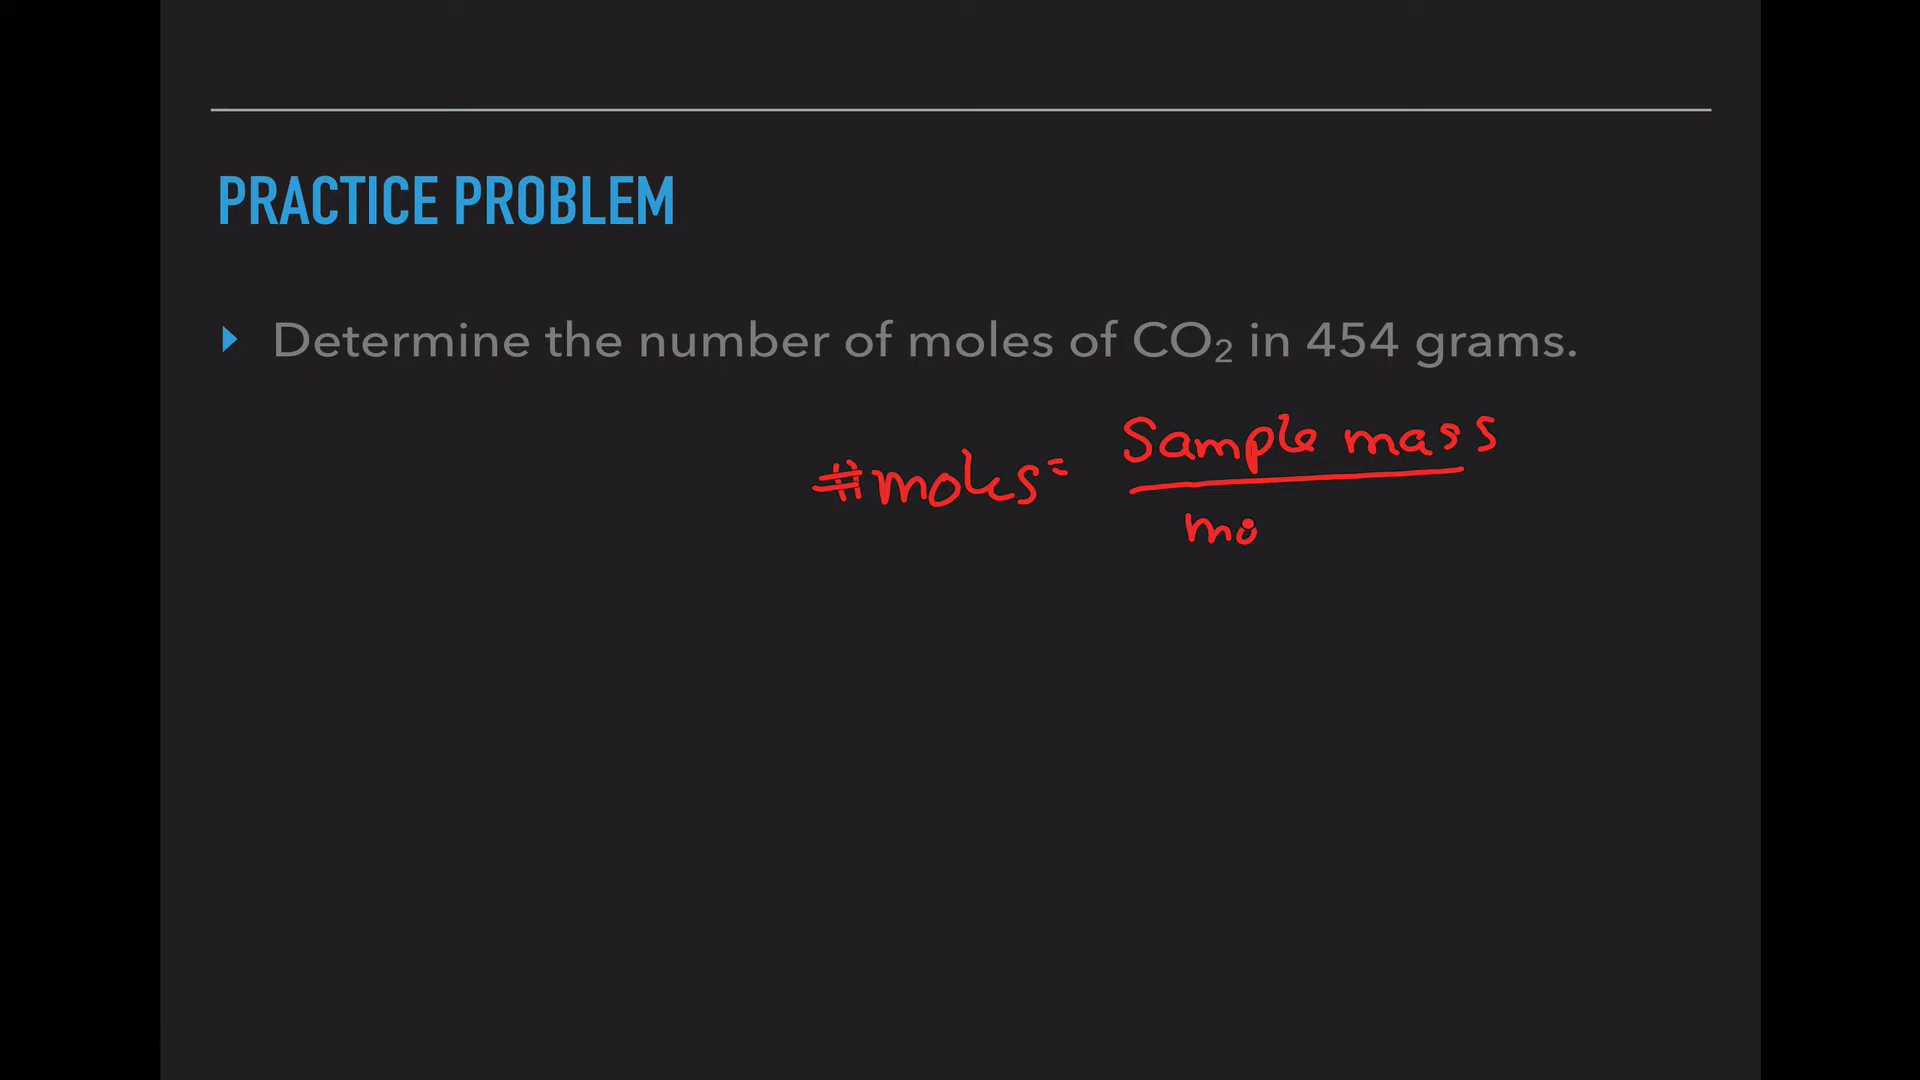 PRACTICE PROBLEM
Determine the number of moles of CO₂ in 454 grams.
#moles= Sample mass
mo